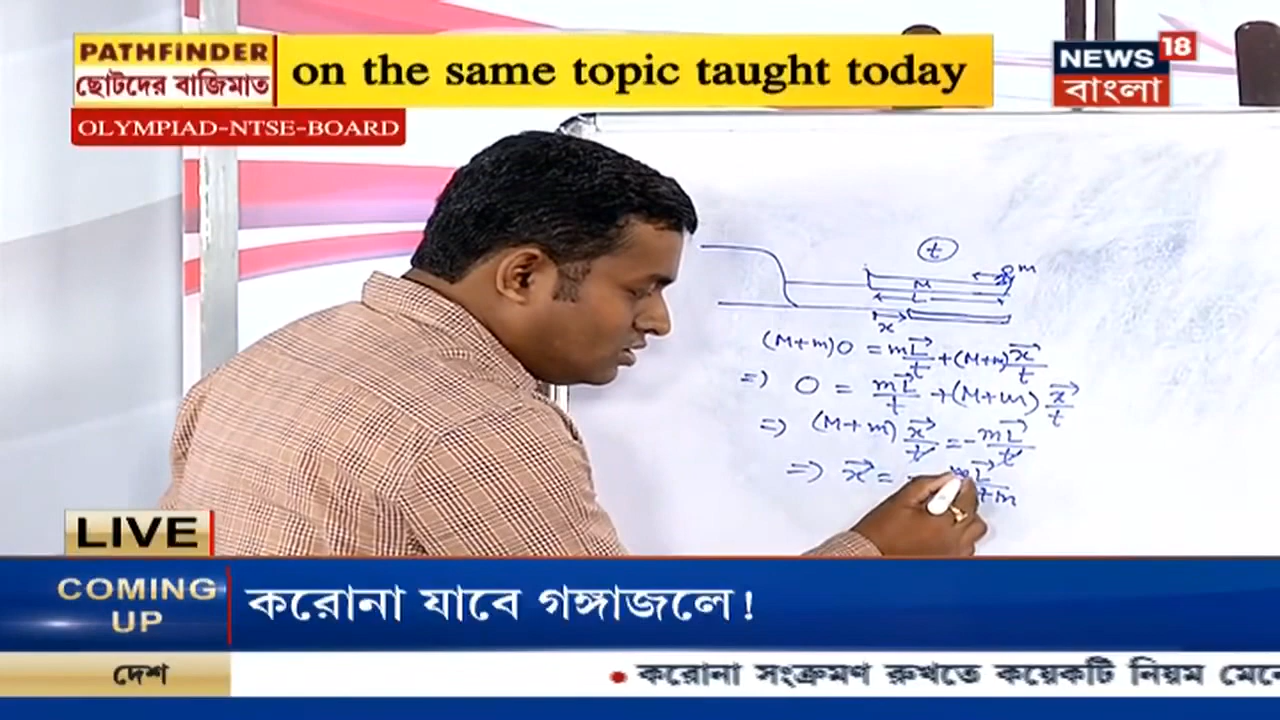 PATHFINDER
ছোটদের বাজিমাত
on the same topic taught today
OLYMPIAD-NTSE-BOARD
NEWS 18
বাংলা
t
m
M
L
x
(M+m)0 = mL⃗/t + (M+m) x⃗/t
=> 0 = mL⃗/t + (M+m) x⃗/t
=> (M+m) x⃗/t = - mL⃗/t
=> x⃗ =
LIVE
COMING UP
করোনা যাবে গঙ্গাজলে!
দেশ
• করোনা সংক্রমণ রুখতে কয়েকটি নিয়ম মেনে